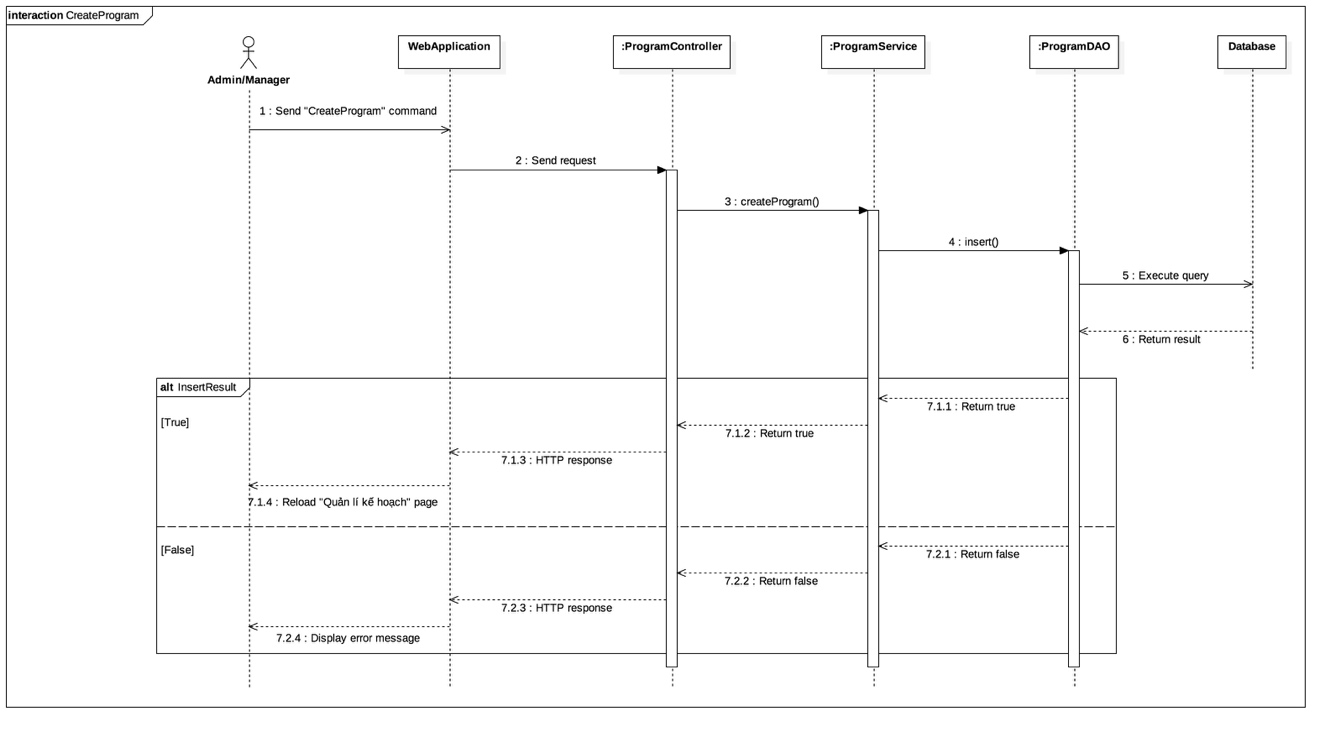 interaction CreateProgram
WebApplication
:ProgramController
:ProgramService
:ProgramDAO
Database
Admin/Manager
1 : Send "CreateProgram" command
2 : Send request
3 : createProgram()
4 : insert()
5 : Execute query
6 : Return result
alt InsertResult
7.1.1 : Return true
[True]
7.1.2 : Return true
7.1.3 : HTTP response
7.1.4 : Reload "Quản lí kế hoạch" page
[False]
7.2.1 : Return false
7.2.2 : Return false
7.2.3 : HTTP response
7.2.4 : Display error message